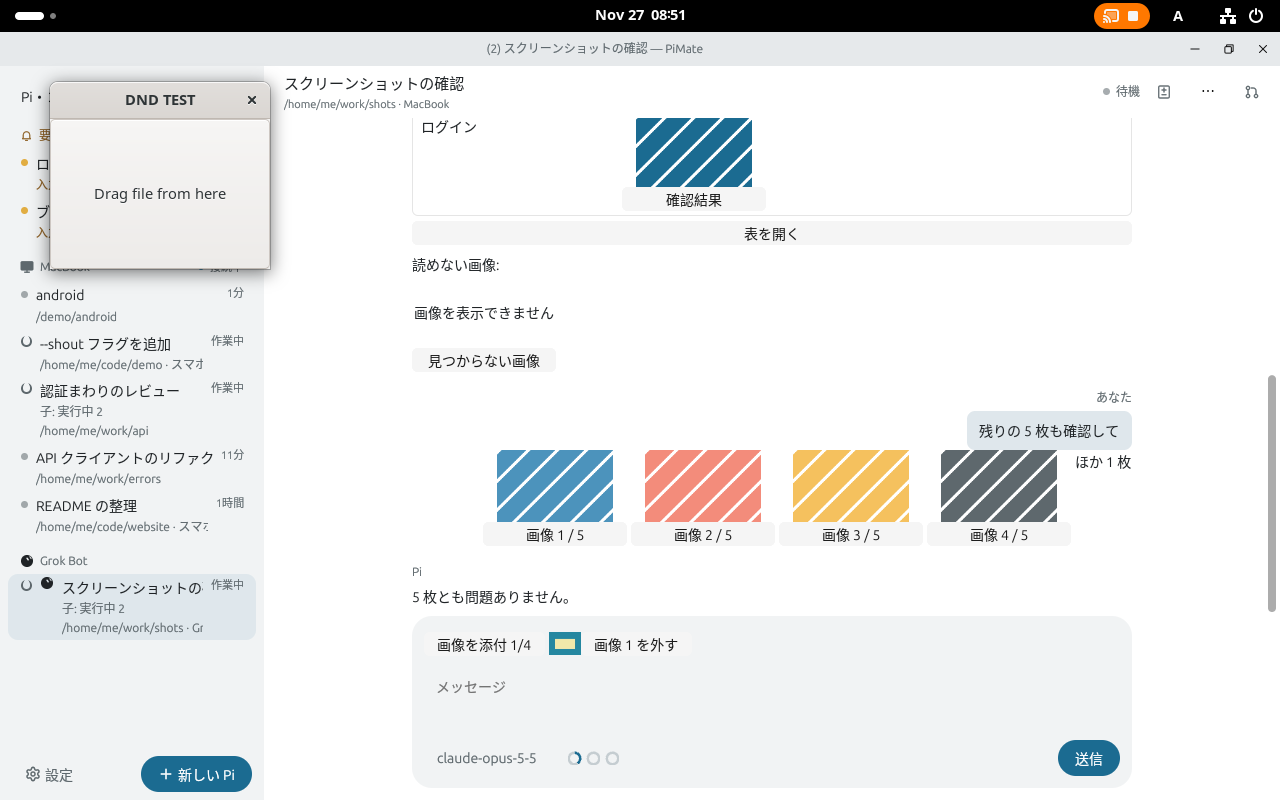 Nov 27 08:51
A
(2) スクリーンショットの確認 — PiMate
Pi •
DND TEST
Drag file from here
MacBook
android
1分
/demo/android
--shout フラグを追加
作業中
/home/me/code/demo · スマホ
認証まわりのレビュー
作業中
子: 実行中 2
/home/me/work/api
API クライアントのリファク
11分
/home/me/work/errors
README の整理
1時間
/home/me/code/website ·
Grok Bot
スクリーンショットの
作業中
子: 実行中 2
/home/me/work/shots ·
設定
新しい Pi
スクリーンショットの確認
/home/me/work/shots · MacBook
待機
ログイン
確認結果
表を開く
読めない画像:
画像を表示できません
見つからない画像
あなた
残りの 5 枚も確認して
画像 1 / 5
画像 2 / 5
画像 3 / 5
画像 4 / 5
ほか 1 枚
Pi
5 枚とも問題ありません。
画像を添付 1/4
画像 1 を外す
メッセージ
claude-opus-5-5
送信